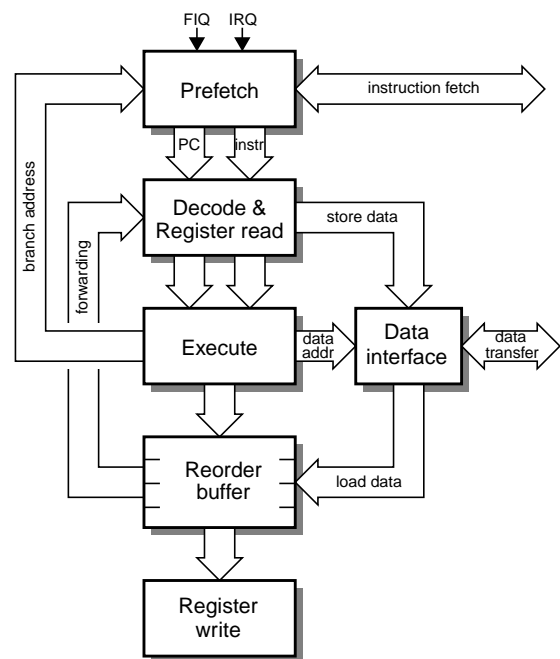 FIQ IRQ
Prefetch
instruction fetch
PC instr
Decode &
Register read
store data
branch address
forwarding
Execute
data
addr
Data
interface
data
transfer
Reorder
buffer
load data
Register
write